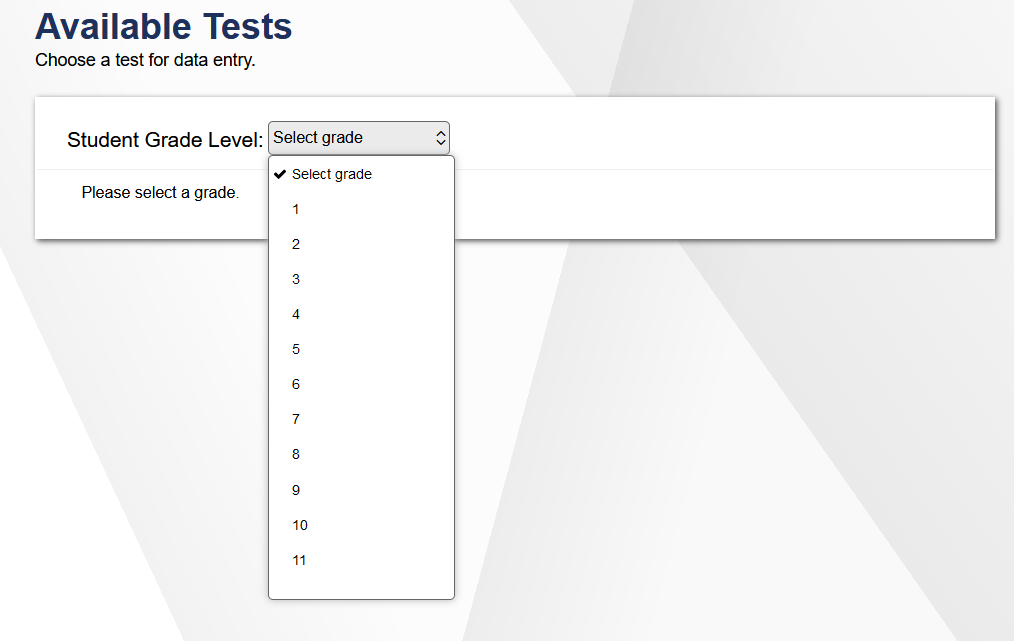 Available Tests
Choose a test for data entry.
Student Grade Level: Select grade
Select grade
Please select a grade.
1
2
3
4
5
6
7
8
9
10
11